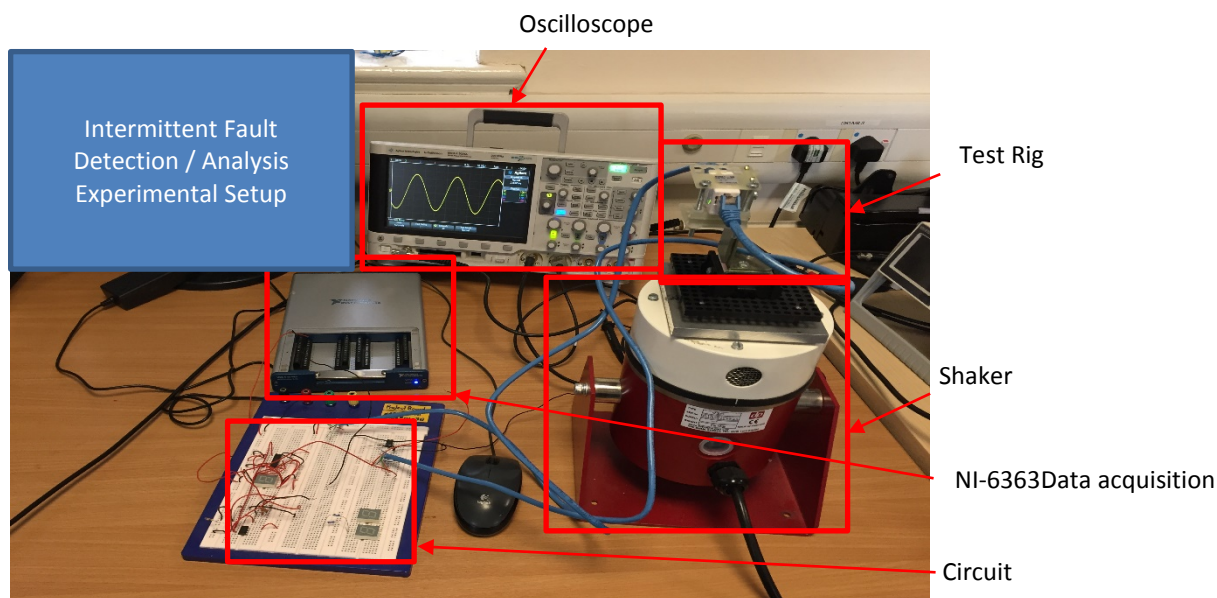 Oscilloscope
Intermittent Fault
Detection / Analysis
Experimental Setup
Test Rig
Shaker
NI-6363Data acquisition
Circuit